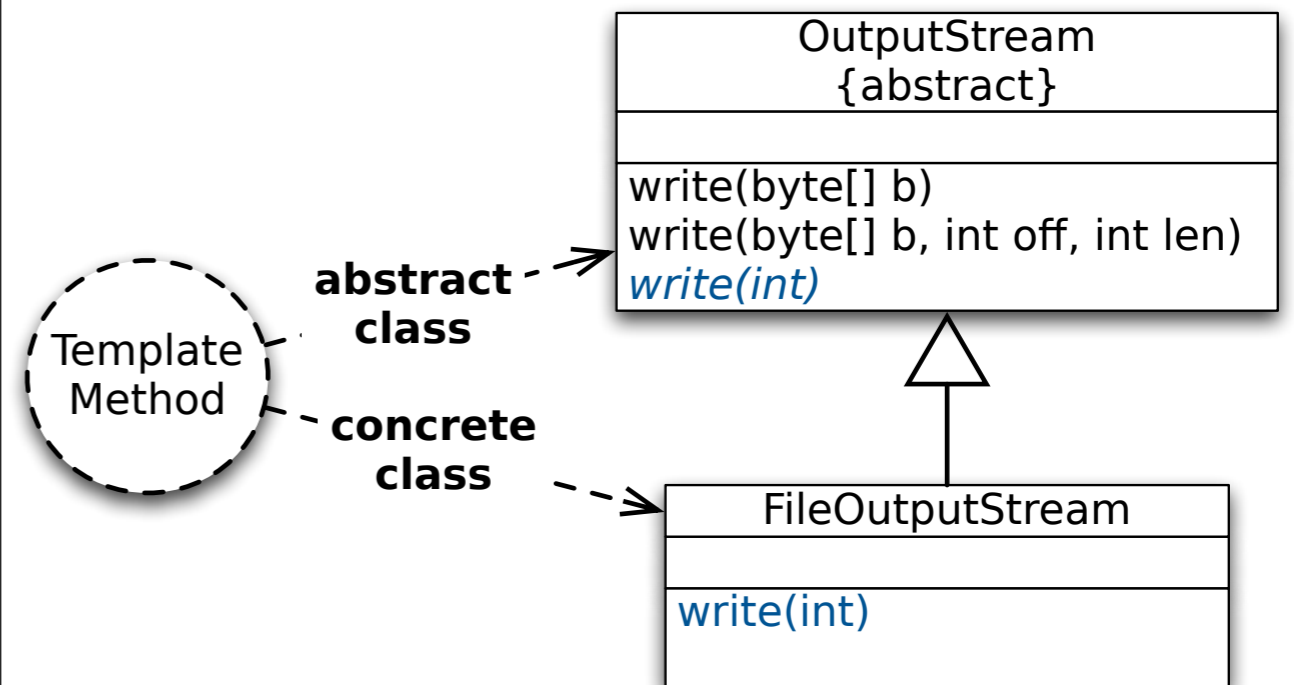 OutputStream
{abstract}
write(byte[] b)
write(byte[] b, int off, int len)
write(int)
abstract
class
Template
Method
concrete
class
FileOutputStream
write(int)